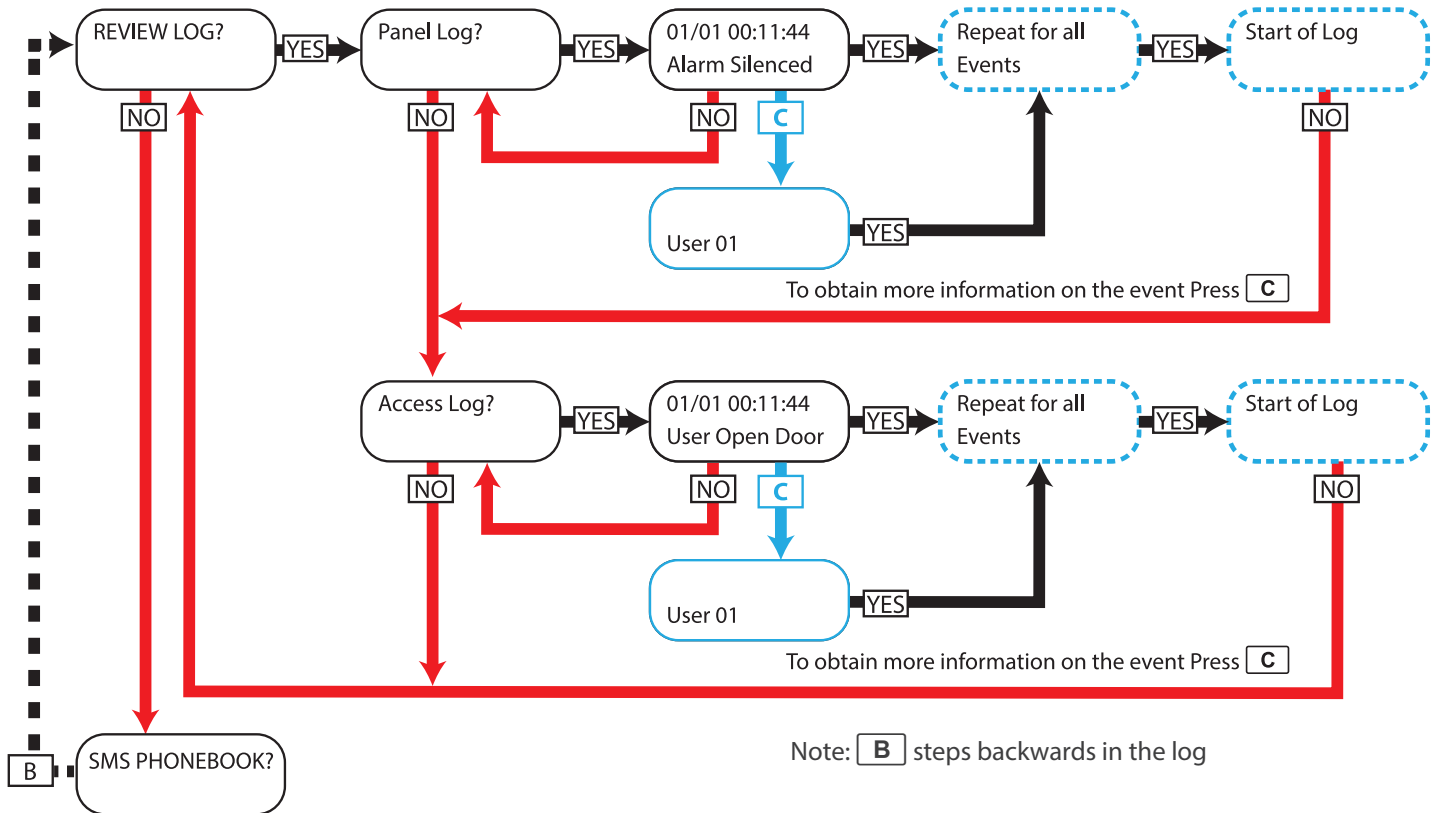 REVIEW LOG?
YES
Panel Log?
YES
01/01 00:11:44
Alarm Silenced
YES
Repeat for all
Events
YES
Start of Log
NO
NO
NO
C
NO
User 01
YES
To obtain more information on the event Press C
Access Log?
YES
01/01 00:11:44
User Open Door
YES
Repeat for all
Events
YES
Start of Log
NO
NO
C
NO
User 01
YES
To obtain more information on the event Press C
SMS PHONEBOOK?
B
Note: B steps backwards in the log